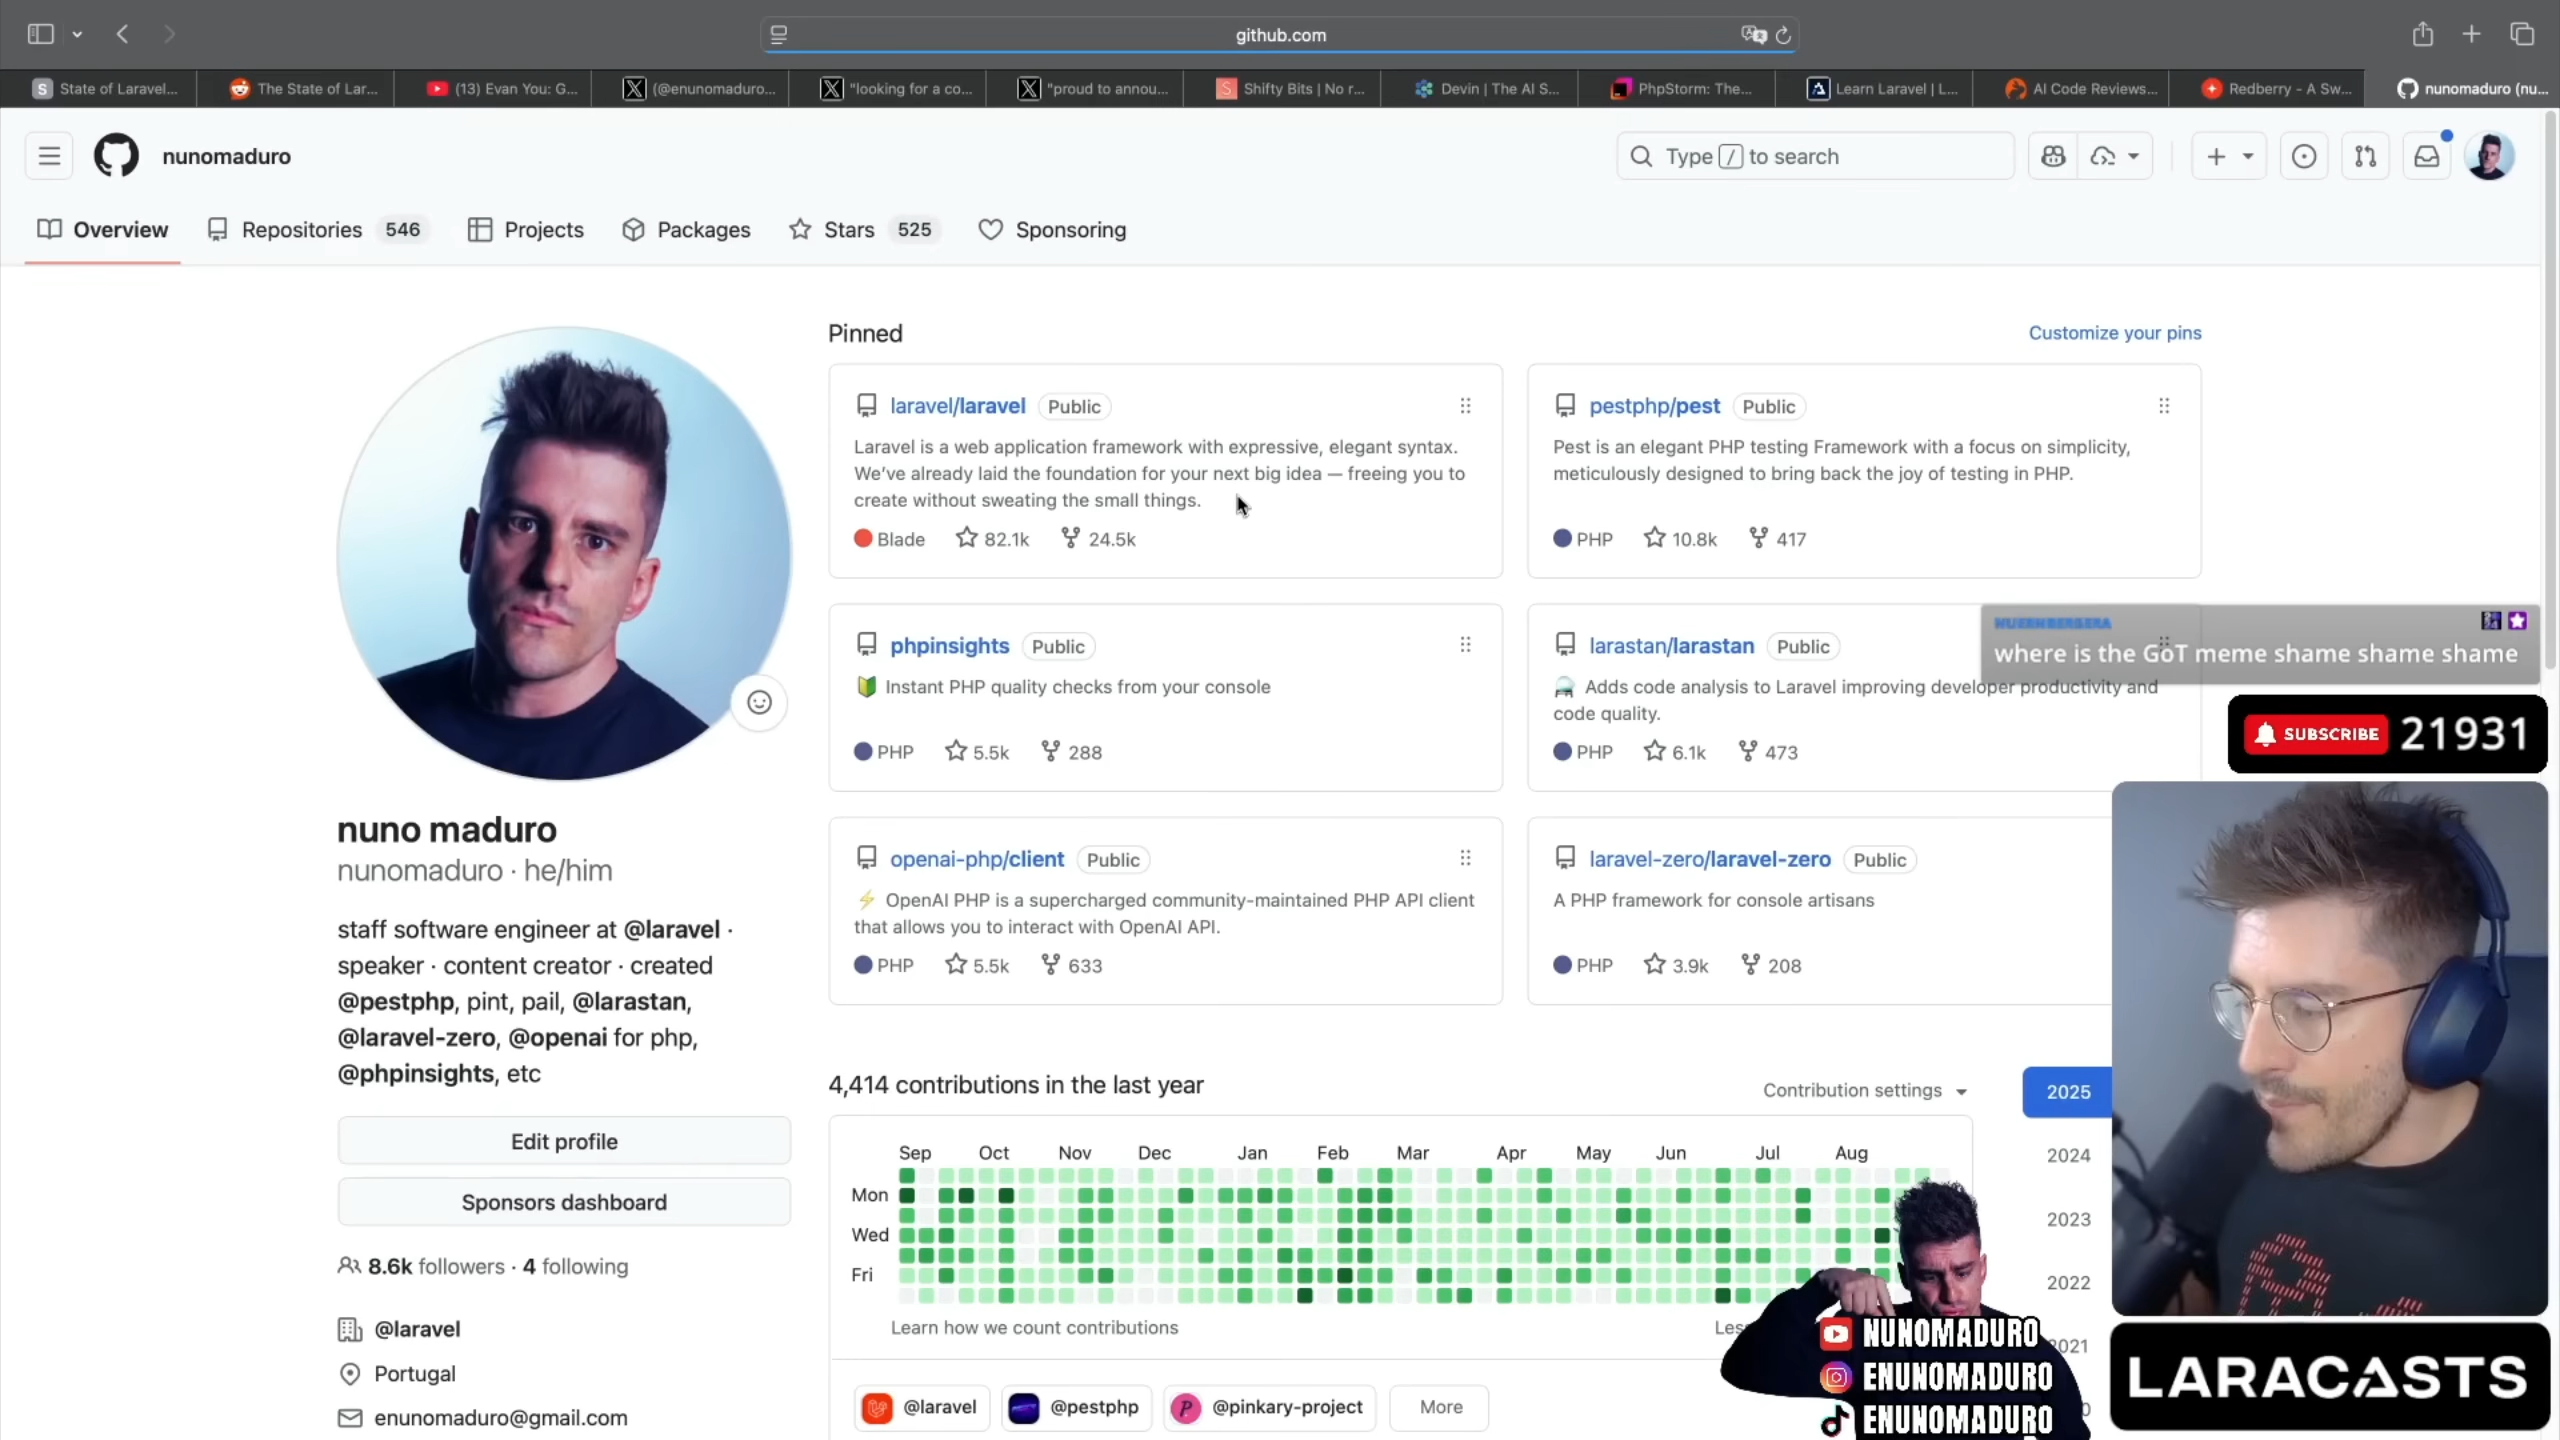 github.com
State of Laravel...
The State of Lar...
(13) Evan You: G...
(@enunomaduro...
"looking for a co...
"proud to annou...
Shifty Bits | No r...
Devin | The AI S...
PhpStorm: The...
Learn Laravel | L...
AI Code Reviews...
Redberry - A Sw...
nunomaduro (nu...
nunomaduro
Type / to search
Overview
Repositories 546
Projects
Packages
Stars 525
Sponsoring
Pinned
Customize your pins
laravel/laravel Public
Laravel is a web application framework with expressive, elegant syntax.
We've already laid the foundation for your next big idea — freeing you to
create without sweating the small things.
Blade 82.1k 24.5k
pestphp/pest Public
Pest is an elegant PHP testing Framework with a focus on simplicity,
meticulously designed to bring back the joy of testing in PHP.
PHP 10.8k 417
phpinsights Public
Instant PHP quality checks from your console
PHP 5.5k 288
larastan/larastan Public
Adds code analysis to Laravel improving developer productivity and
code quality.
PHP 6.1k 473
NUERNBERGERA
where is the GoT meme shame shame shame
SUBSCRIBE 21931
openai-php/client Public
OpenAI PHP is a supercharged community-maintained PHP API client
that allows you to interact with OpenAI API.
PHP 5.5k 633
laravel-zero/laravel-zero Public
A PHP framework for console artisans
PHP 3.9k 208
nuno maduro
nunomaduro · he/him
staff software engineer at @laravel ·
speaker · content creator · created
@pestphp, pint, pail, @larastan,
@laravel-zero, @openai for php,
@phpinsights, etc
Edit profile
Sponsors dashboard
8.6k followers · 4 following
@laravel
Portugal
enunomaduro@gmail.com
4,414 contributions in the last year
Contribution settings
2025
2024
2023
2022
2021
Sep Oct Nov Dec Jan Feb Mar Apr May Jun Jul Aug
Mon
Wed
Fri
Learn how we count contributions
Les
@laravel
@pestphp
@pinkary-project
More
NUNOMADURO
ENUNOMADURO
ENUNOMADURO
LARACASTS